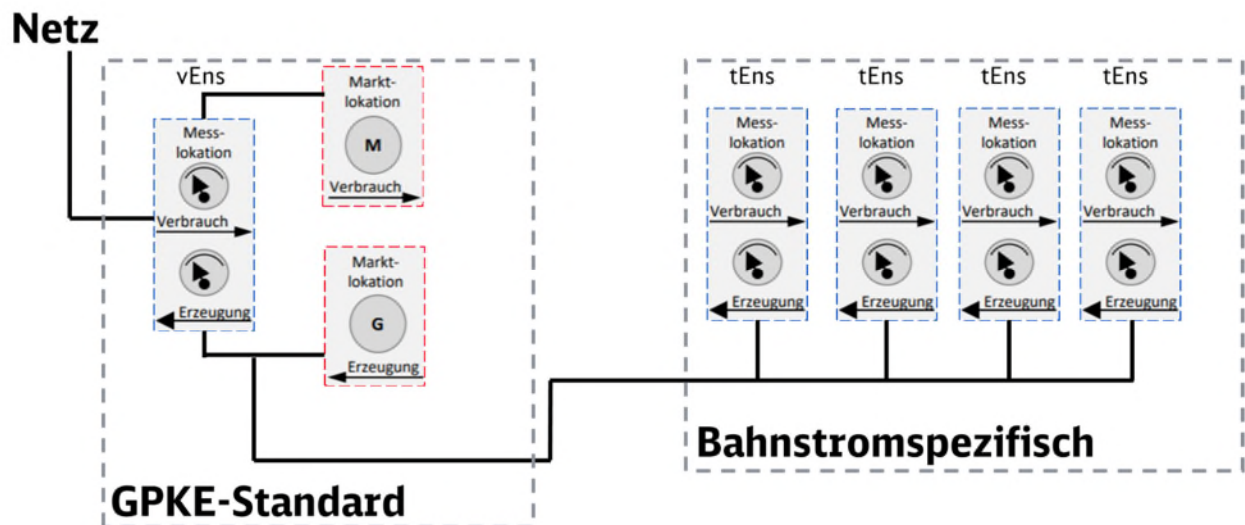 Netz
vEns
Mess-
lokation
Verbrauch
Erzeugung
Markt-
lokation
M
Verbrauch
Markt-
lokation
G
Erzeugung
GPKE-Standard
tEns
Mess-
lokation
Verbrauch
Erzeugung
tEns
Mess-
lokation
Verbrauch
Erzeugung
tEns
Mess-
lokation
Verbrauch
Erzeugung
tEns
Mess-
lokation
Verbrauch
Erzeugung
Bahnstromspezifisch